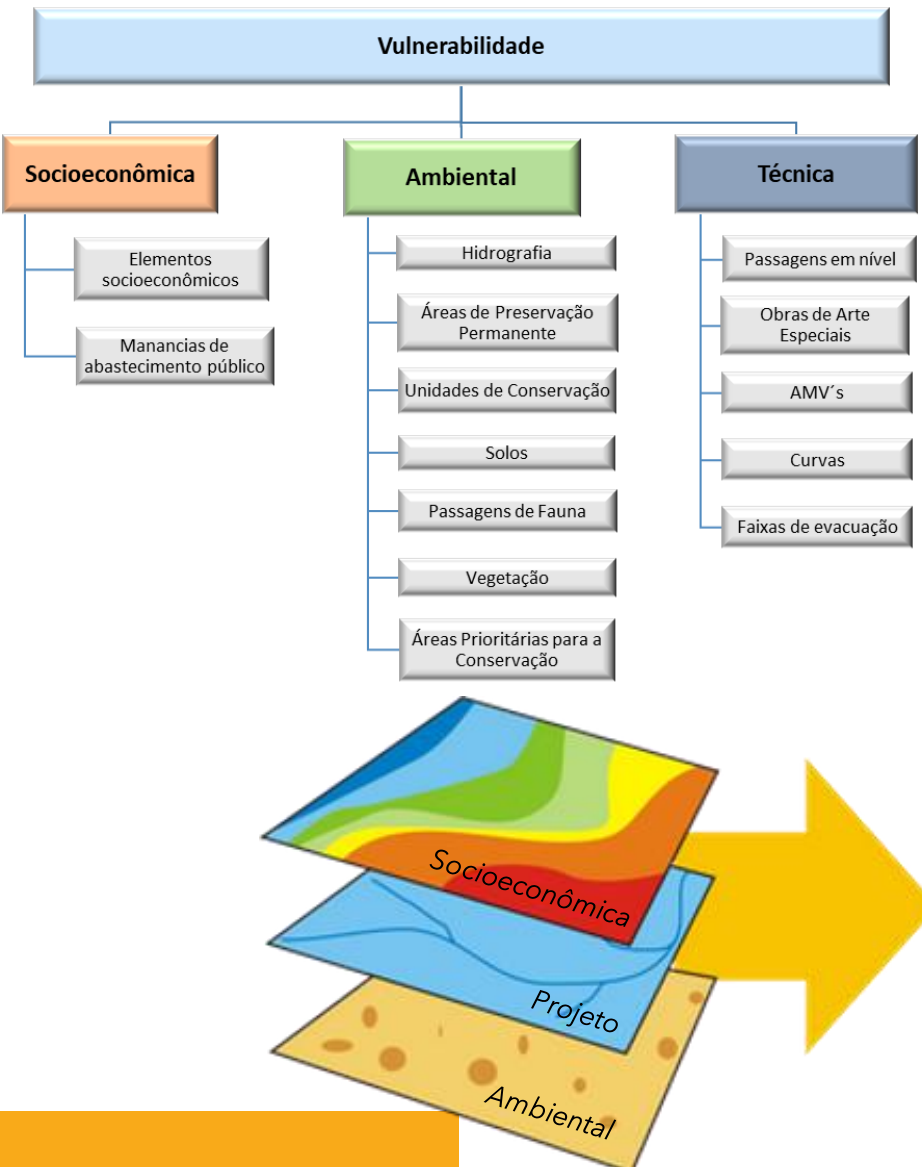 Vulnerabilidade
Socioeconômica
Elementos
socioeconômicos
Manancias de
abastecimento público
Ambiental
Hidrografia
Áreas de Preservação
Permanente
Unidades de Conservação
Solos
Passagens de Fauna
Vegetação
Áreas Prioritárias para a
Conservação
Técnica
Passagens em nível
Obras de Arte
Especiais
AMV´s
Curvas
Faixas de evacuação
Socioeconômica
Projeto
Ambiental